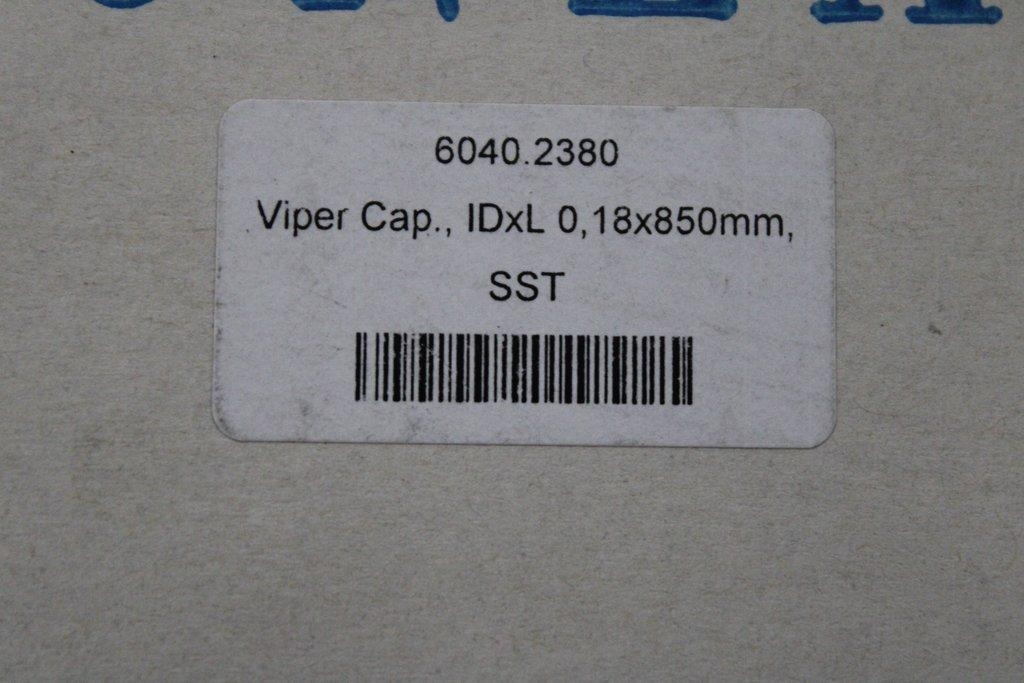 6040.2380
Viper Cap., IDxL 0,18x850mm,
SST